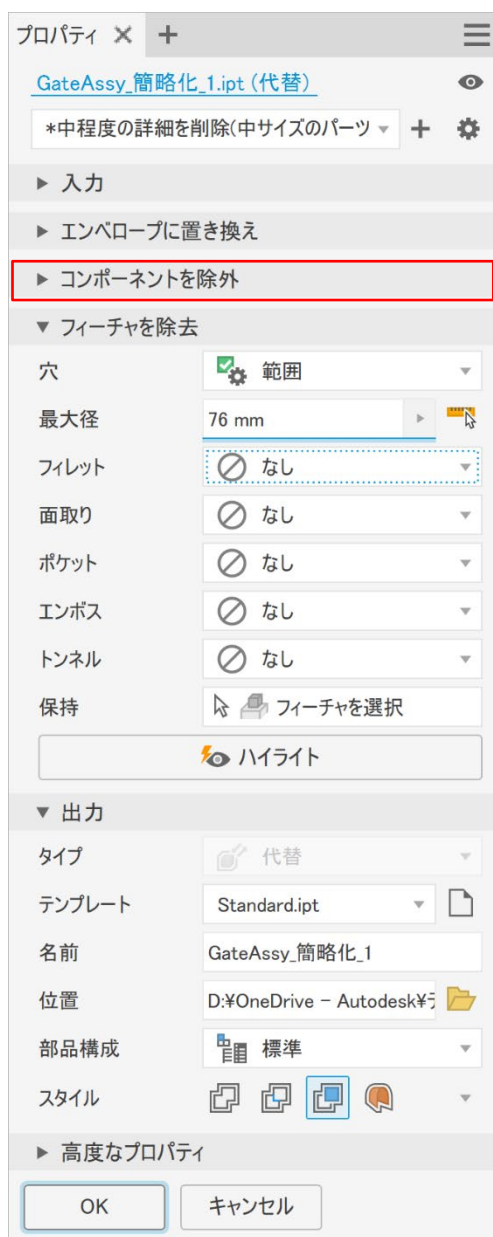 プロパティ
GateAssy_簡略化_1.ipt (代替)
*中程度の詳細を削除(中サイズのパーツ
入力
エンベロープに置き換え
コンポーネントを除外
フィーチャを除去
穴 範囲
最大径 76 mm
フィレット なし
面取り なし
ポケット なし
エンボス なし
トンネル なし
保持 フィーチャを選択
ハイライト
出力
タイプ 代替
テンプレート Standard.ipt
名前 GateAssy_簡略化_1
位置 D:¥OneDrive - Autodesk¥
部品構成 標準
スタイル
高度なプロパティ
OK キャンセル